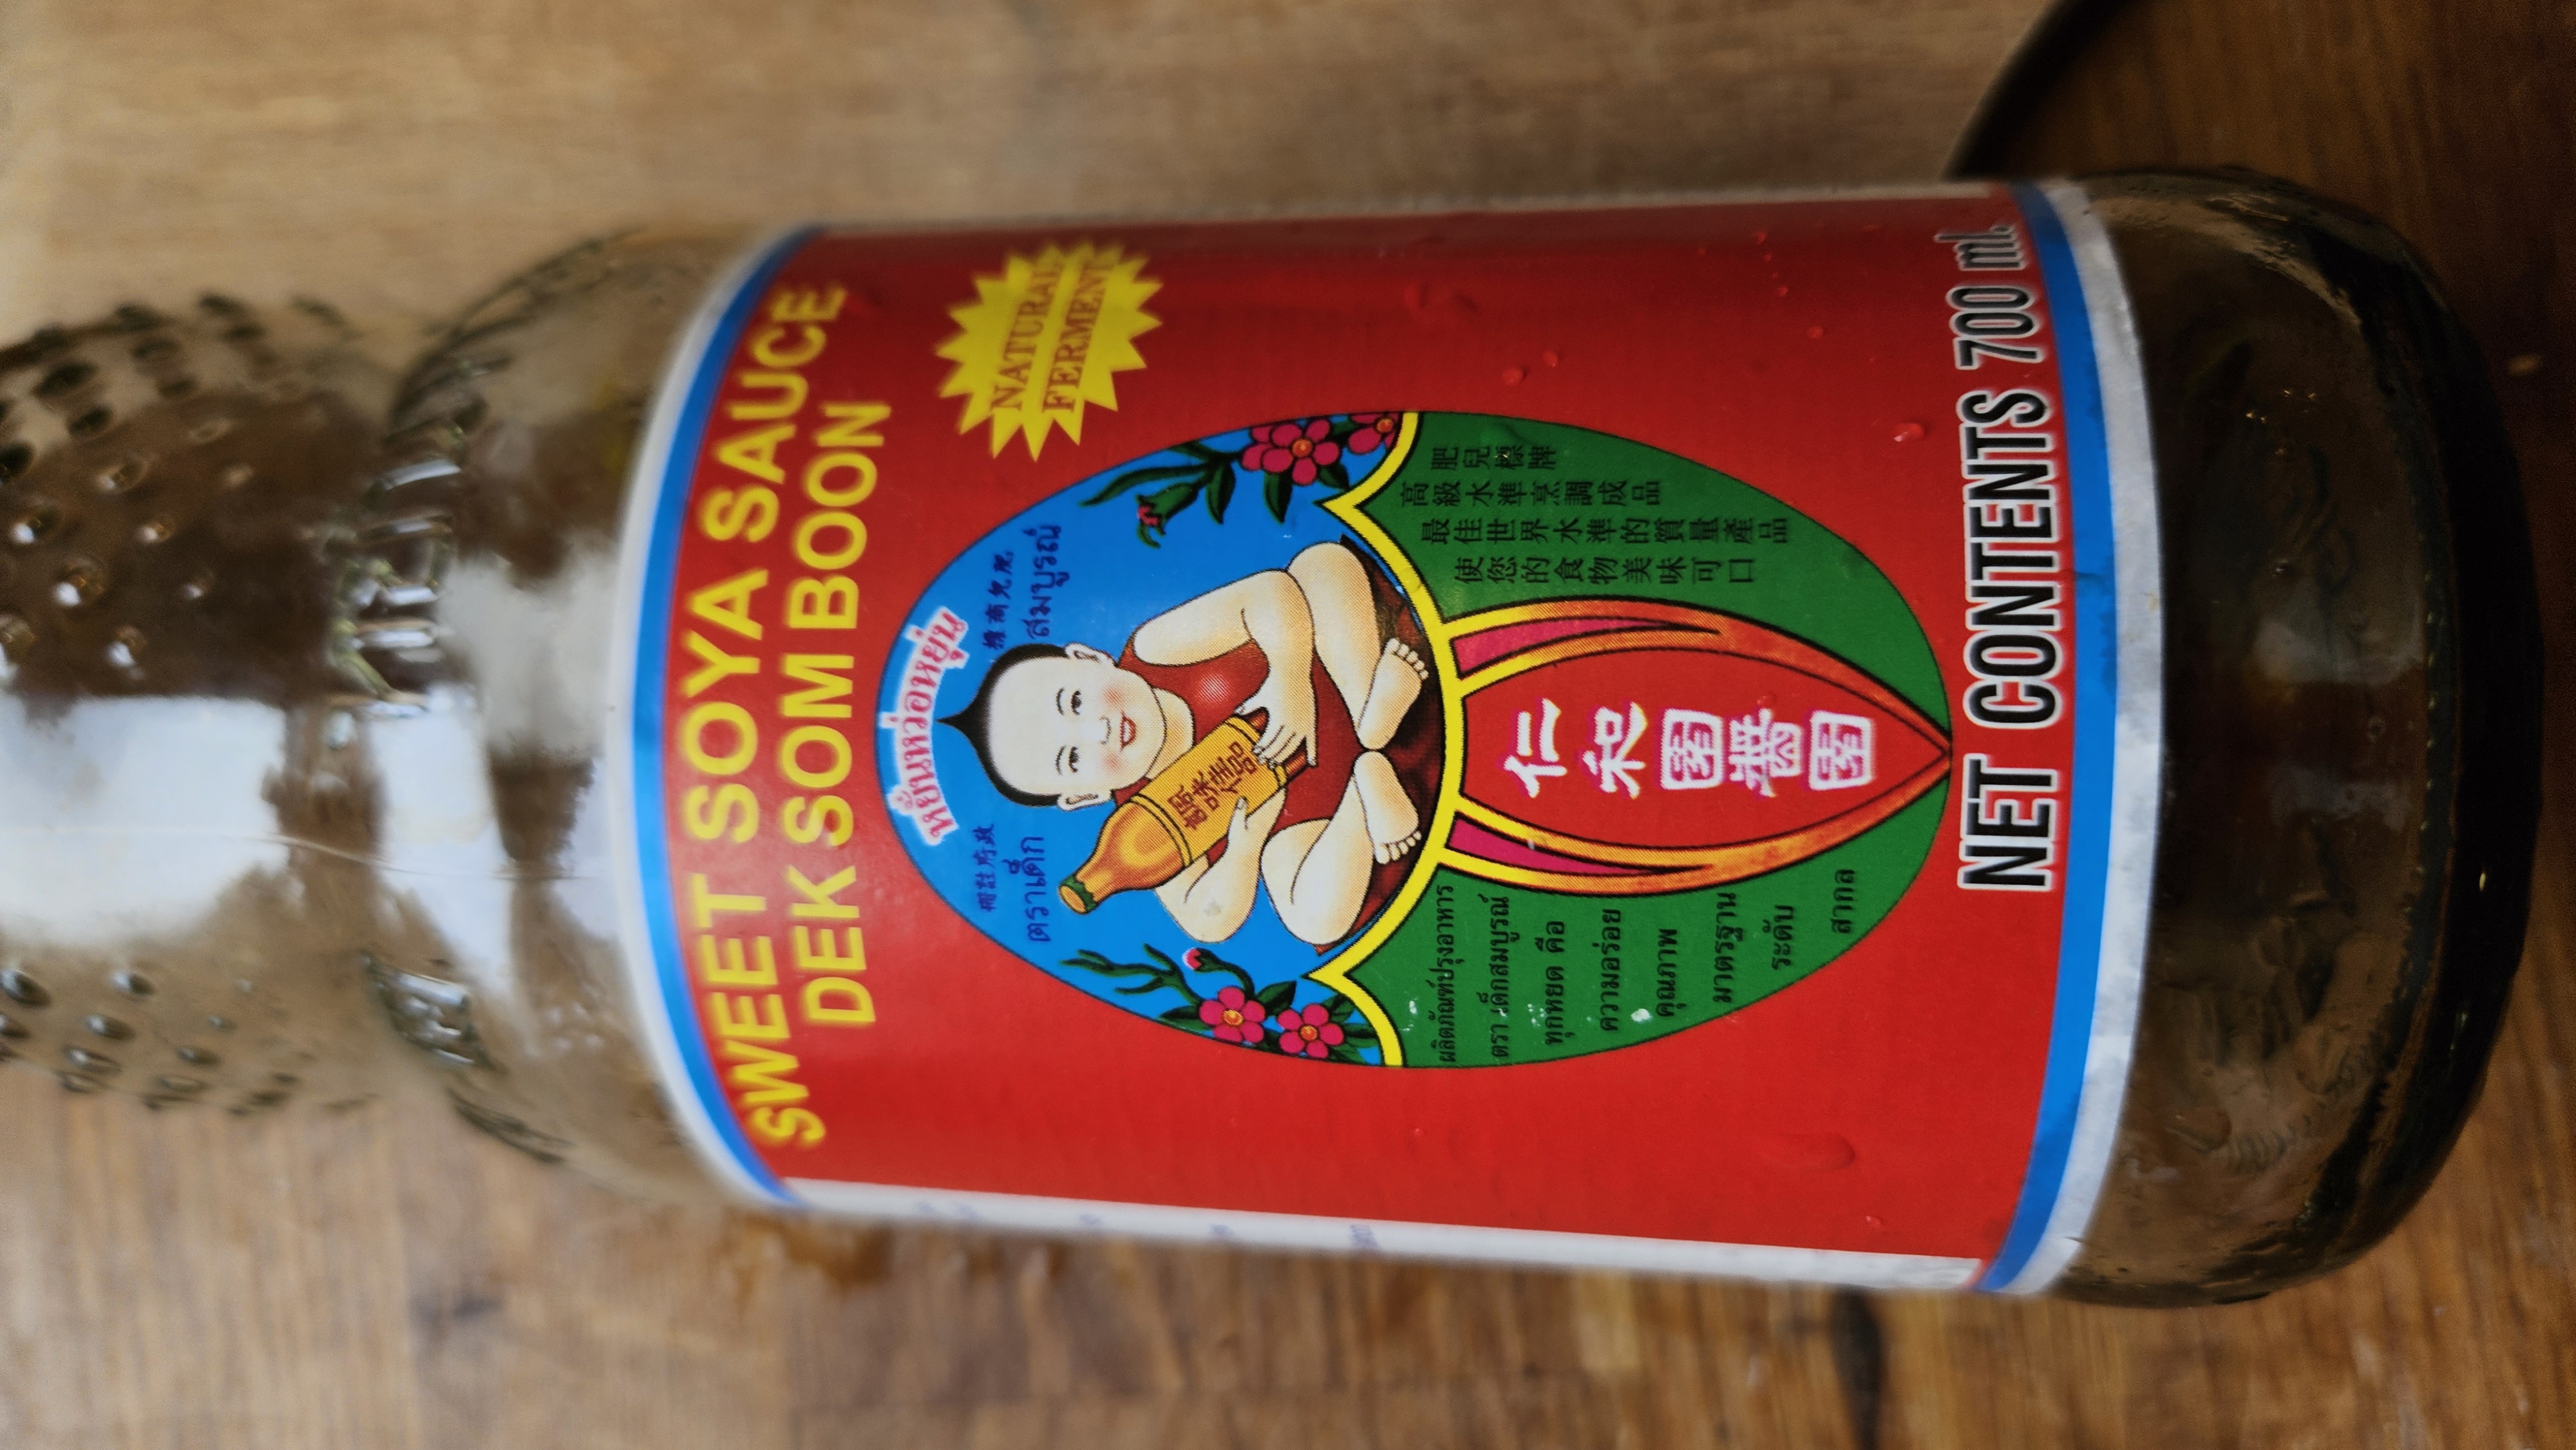 SWEET SOYA SAUCE
DEK SOM BOON
NATURAL
FERMENT
หยั่นหว่อหยุ่น
ตราเด็ก สมบูรณ์
仁和園醬園
肥兒標牌
高級水準烹調成品
最佳世界水準的質量產品
使您的食物美味可口
ผลิตภัณฑ์ปรุงอาหาร
ตราเด็กสมบูรณ์
ทุกหยด คือ
ความอร่อย
คุณภาพ
มาตรฐาน
ระดับ
สากล
NET CONTENTS 700 ml.